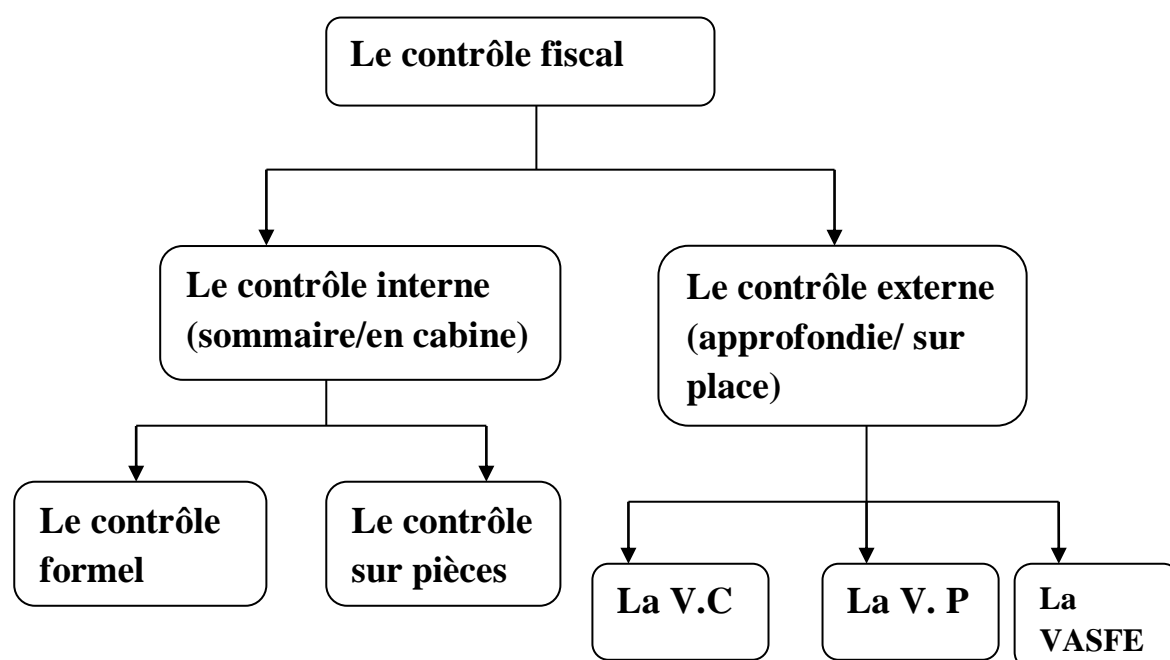 Le contrôle fiscal
Le contrôle interne
(sommaire/en cabine)
Le contrôle externe
(approfondie/ sur
place)
Le contrôle
formel
Le contrôle
sur pièces
La V.C
La V. P
La
VASFE